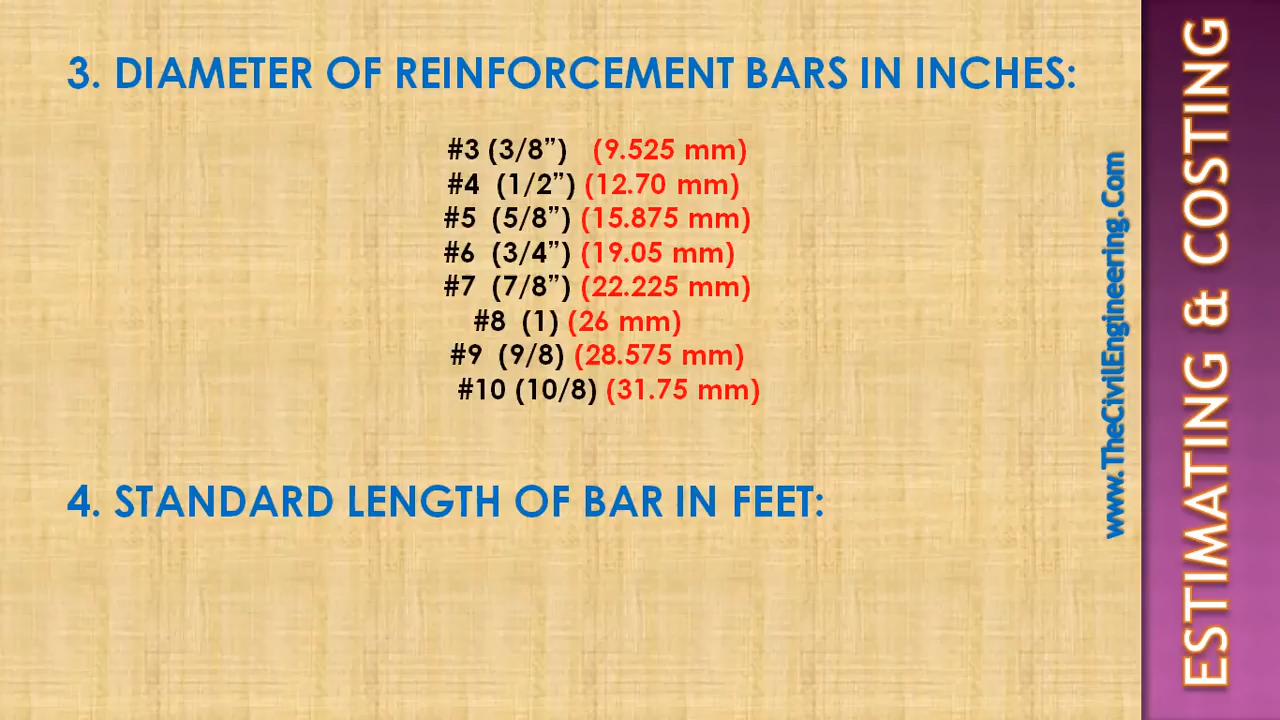 3. DIAMETER OF REINFORCEMENT BARS IN INCHES:
#3 (3/8”) (9.525 mm)
#4 (1/2”) (12.70 mm)
#5 (5/8”) (15.875 mm)
#6 (3/4”) (19.05 mm)
#7 (7/8”) (22.225 mm)
#8 (1) (26 mm)
#9 (9/8) (28.575 mm)
#10 (10/8) (31.75 mm)
4. STANDARD LENGTH OF BAR IN FEET:
www.TheCivilEngineering.Com
ESTIMATING & COSTING